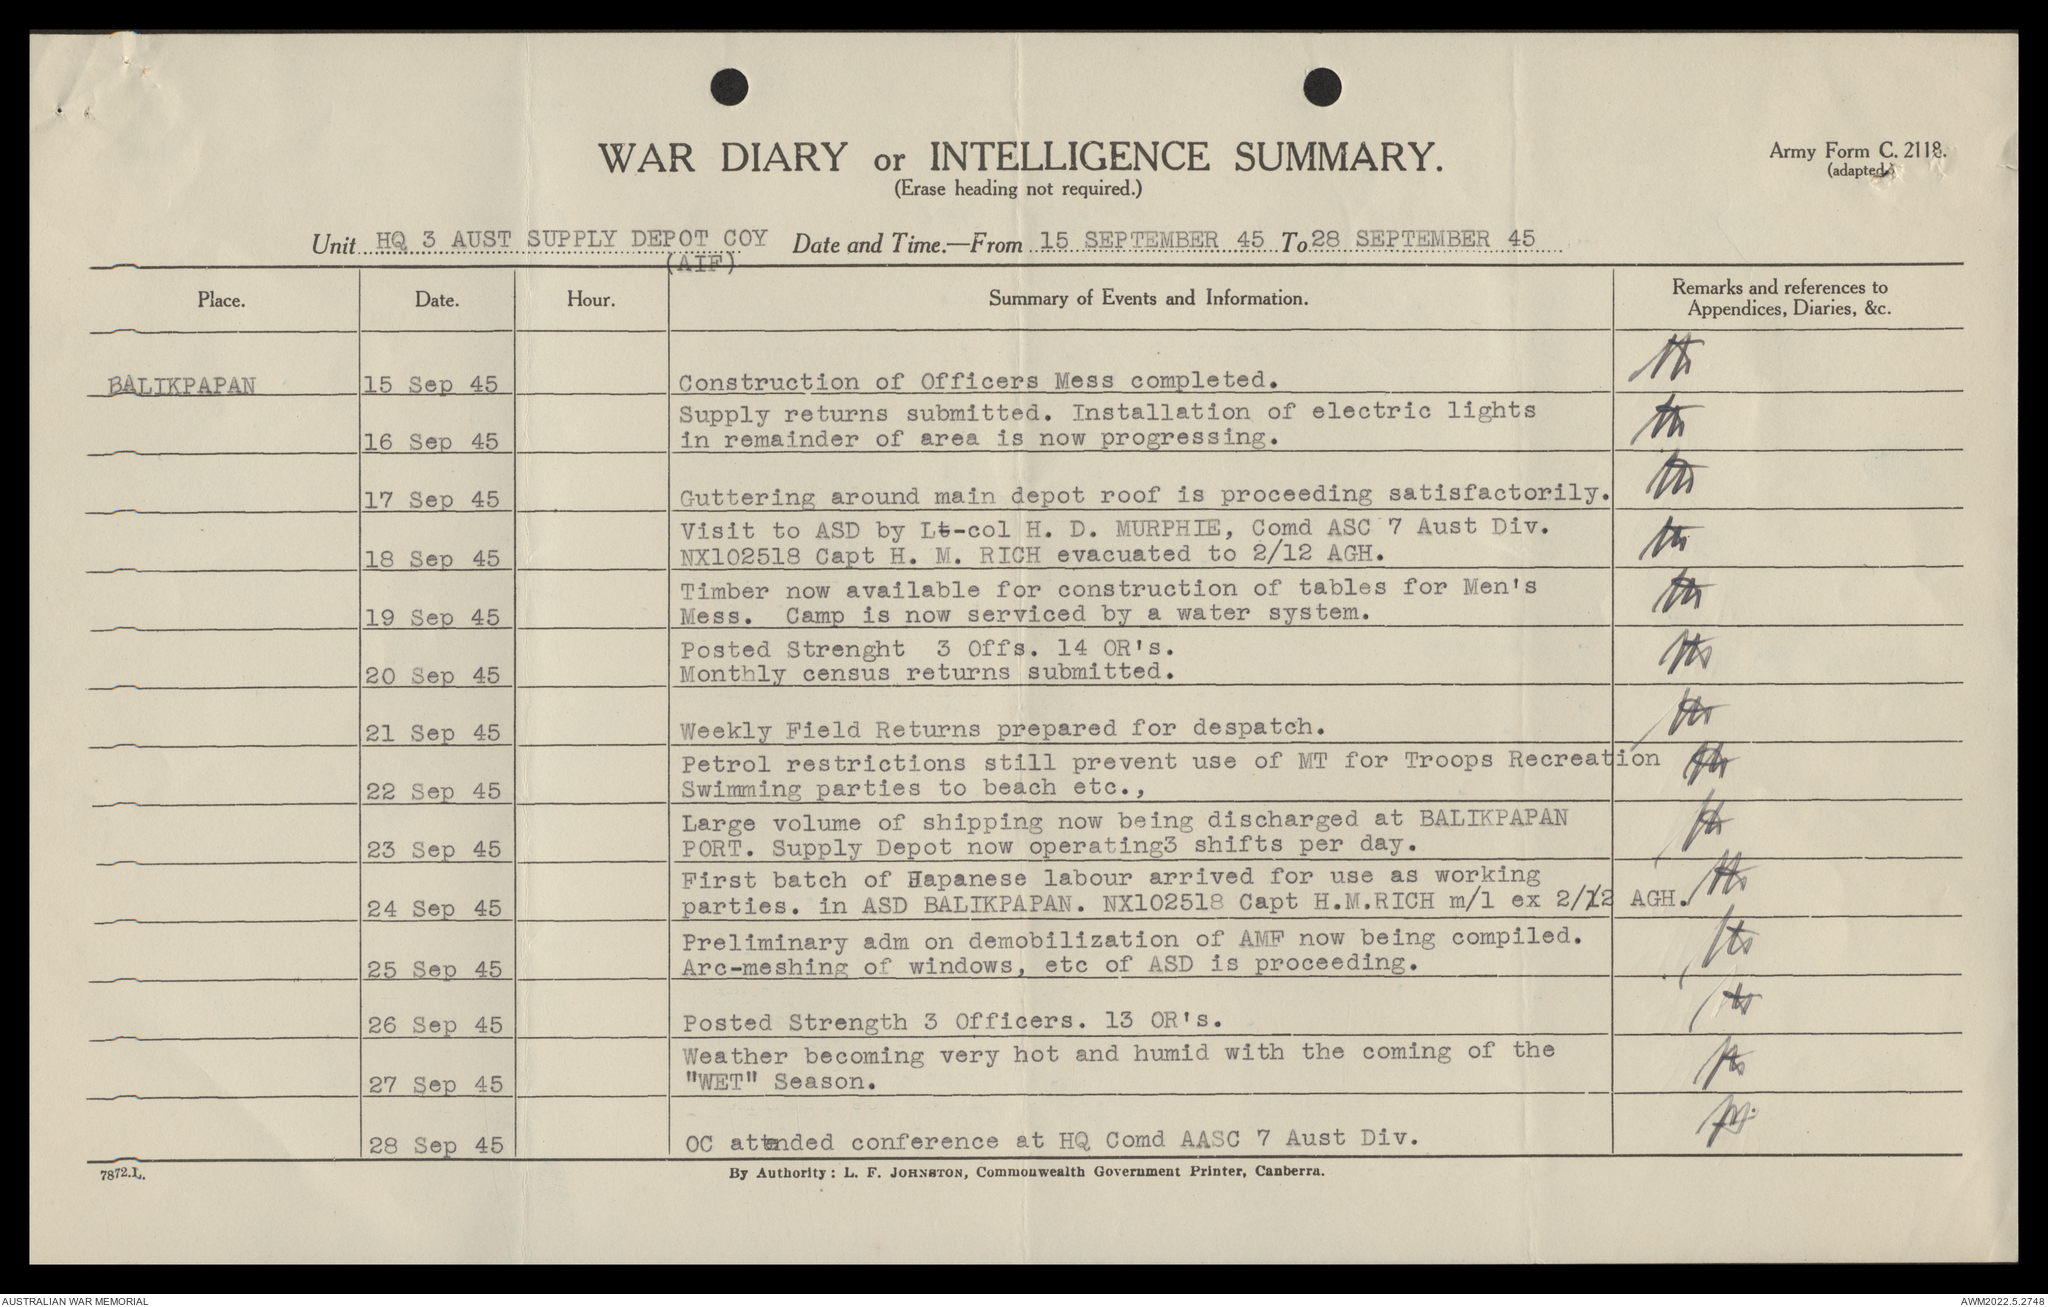 WAR DIARY or INTELLIGENCE SUMMARY.
(Erase heading not required.)
Army Form C. 2118.
(adapted.)
Unit HQ 3 AUST SUPPLY DEPOT COY (AIF) Date and Time.—From 15 SEPTEMBER 45 To 28 SEPTEMBER 45
Place. Date. Hour. Summary of Events and Information. Remarks and references to Appendices, Diaries, &c.
BALIKPAPAN 15 Sep 45 Construction of Officers Mess completed.
Supply returns submitted. Installation of electric lights
16 Sep 45 in remainder of area is now progressing.
17 Sep 45 Guttering around main depot roof is proceeding satisfactorily.
Visit to ASD by Lt-col H. D. MURPHIE, Comd ASC 7 Aust Div.
18 Sep 45 NX102518 Capt H. M. RICH evacuated to 2/12 AGH.
Timber now available for construction of tables for Men's
19 Sep 45 Mess. Camp is now serviced by a water system.
Posted Strenght 3 Offs. 14 OR's.
20 Sep 45 Monthly census returns submitted.
21 Sep 45 Weekly Field Returns prepared for despatch.
Petrol restrictions still prevent use of MT for Troops Recreation
22 Sep 45 Swimming parties to beach etc.,
Large volume of shipping now being discharged at BALIKPAPAN
23 Sep 45 PORT. Supply Depot now operating3 shifts per day.
First batch of Japanese labour arrived for use as working
24 Sep 45 parties. in ASD BALIKPAPAN. NX102518 Capt H.M.RICH m/l ex 2/12 AGH.
Preliminary adm on demobilization of AMF now being compiled.
25 Sep 45 Arc-meshing of windows, etc of ASD is proceeding.
26 Sep 45 Posted Strength 3 Officers. 13 OR's.
Weather becoming very hot and humid with the coming of the
27 Sep 45 "WET" Season.
28 Sep 45 OC attended conference at HQ Comd AASC 7 Aust Div.
7872.L. By Authority: L. F. JOHNSTON, Commonwealth Government Printer, Canberra.
AUSTRALIAN WAR MEMORIAL AWM2022.5.2748